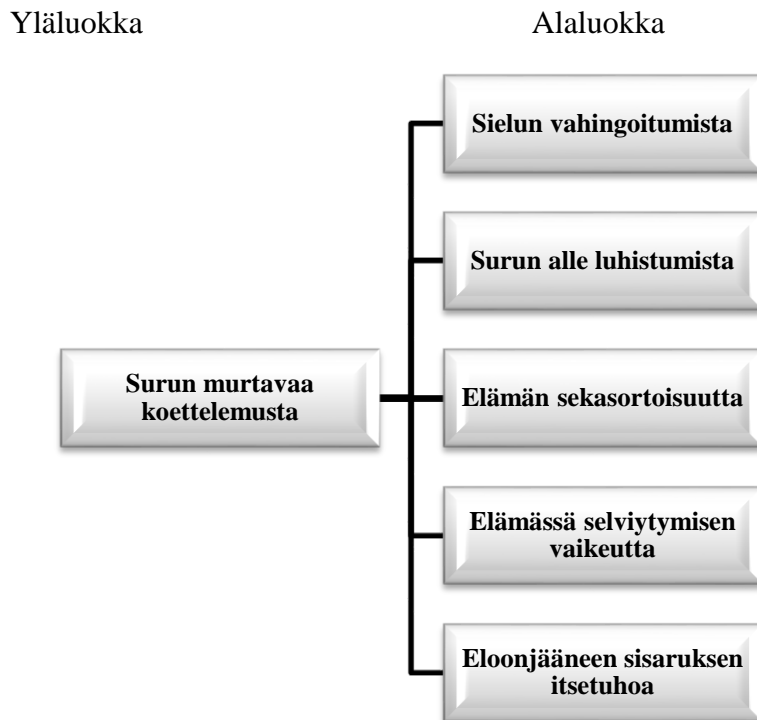 Yläluokka
Alaluokka
Sielun vahingoitumista
Surun alle luhistumista
Surun murtavaa
koettelemusta
Elämän sekasortoisuutta
Elämässä selviytymisen
vaikeutta
Eloonjääneen sisaruksen
itsetuhoa